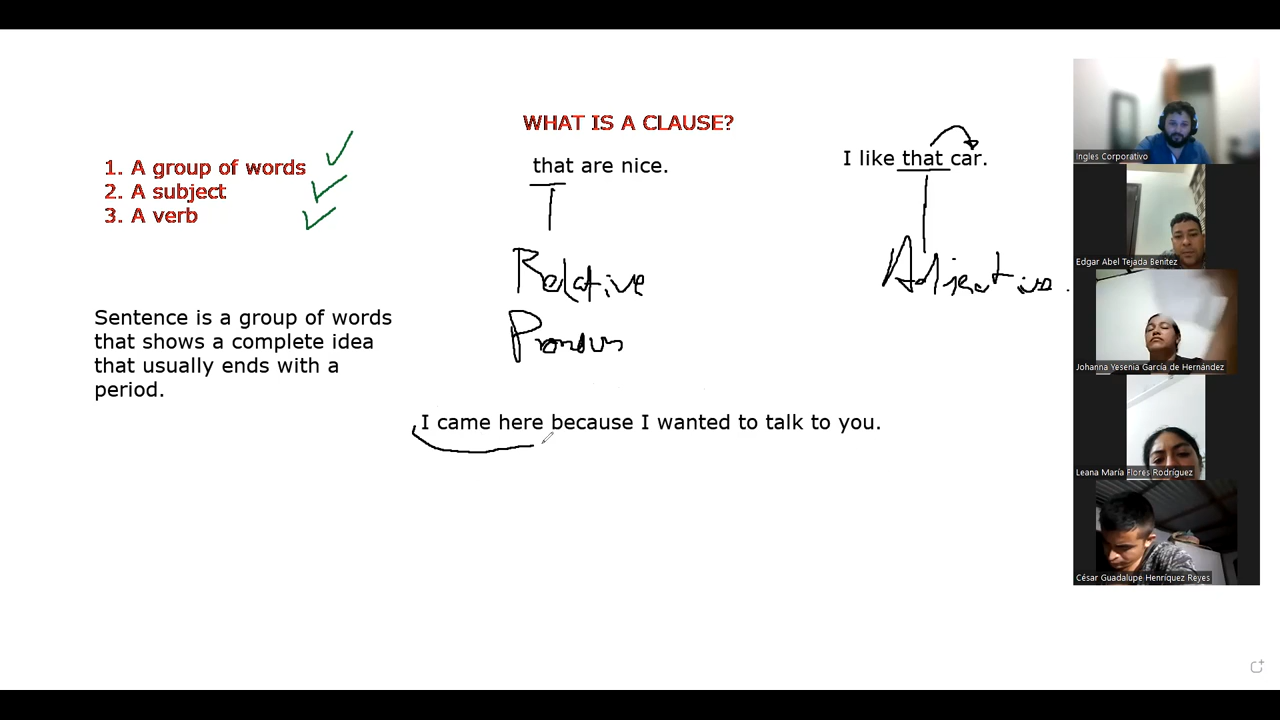 WHAT IS A CLAUSE?
1. A group of words
2. A subject
3. A verb
that are nice.
I like that car.
Relative
Pronoun
Adjective.
Sentence is a group of words
that shows a complete idea
that usually ends with a
period.
I came here because I wanted to talk to you.
Ingles Corporativo
Edgar Abel Tejada Benitez
Johanna Yesenia García de Hernández
Leana María Flores Rodríguez
César Guadalupe Henríquez Reyes